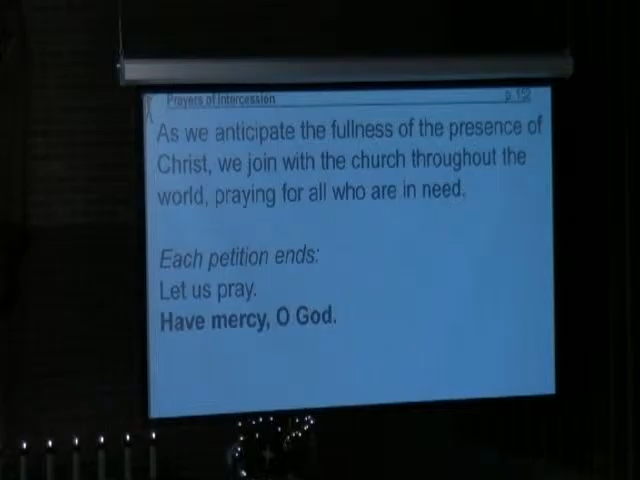 Prayers of Intercession p. 152
As we anticipate the fullness of the presence of
Christ, we join with the church throughout the
world, praying for all who are in need.
Each petition ends:
Let us pray.
Have mercy, O God.